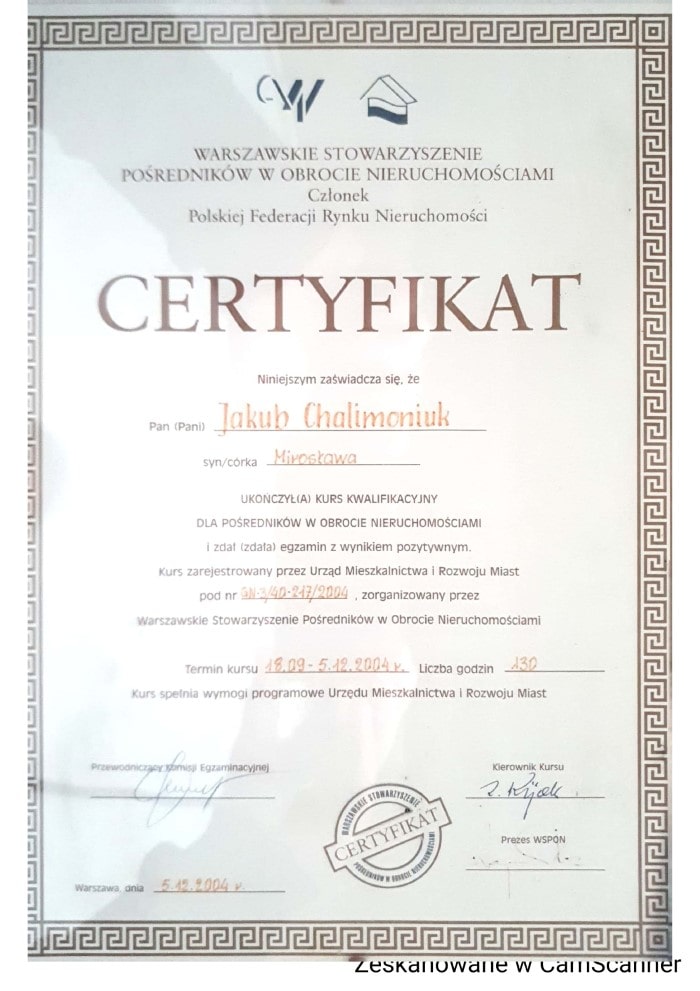 WARSZAWSKIE STOWARZYSZENIE
POŚREDNIKÓW W OBROCIE NIERUCHOMOŚCIAMI
Członek
Polskiej Federacji Rynku Nieruchomości
CERTYFIKAT
Niniejszym zaświadcza się, że
Pan (Pani) Jakub Chalimoniuk
syn/córka Mirosława
UKOŃCZYŁ(A) KURS KWALIFIKACYJNY
DLA POŚREDNIKÓW W OBROCIE NIERUCHOMOŚCIAMI
i zdał (zdała) egzamin z wynikiem pozytywnym.
Kurs zarejestrowany przez Urząd Mieszkalnictwa i Rozwoju Miast
pod nr GN-3/40-217/2004 , zorganizowany przez
Warszawskie Stowarzyszenie Pośredników w Obrocie Nieruchomościami
Termin kursu 18.09 - 5.12.2004 r. Liczba godzin 130
Kurs spełnia wymogi programowe Urzędu Mieszkalnictwa i Rozwoju Miast
Przewodniczący Komisji Egzaminacyjnej
Kierownik Kursu
Prezes WSPON
WARSZAWSKIE STOWARZYSZENIE
CERTYFIKAT
POŚREDNIKÓW W OBROCIE NIERUCHOMOŚCIAMI
Warszawa, dnia 5.12.2004 r.
Zeskanowane w CamScanner